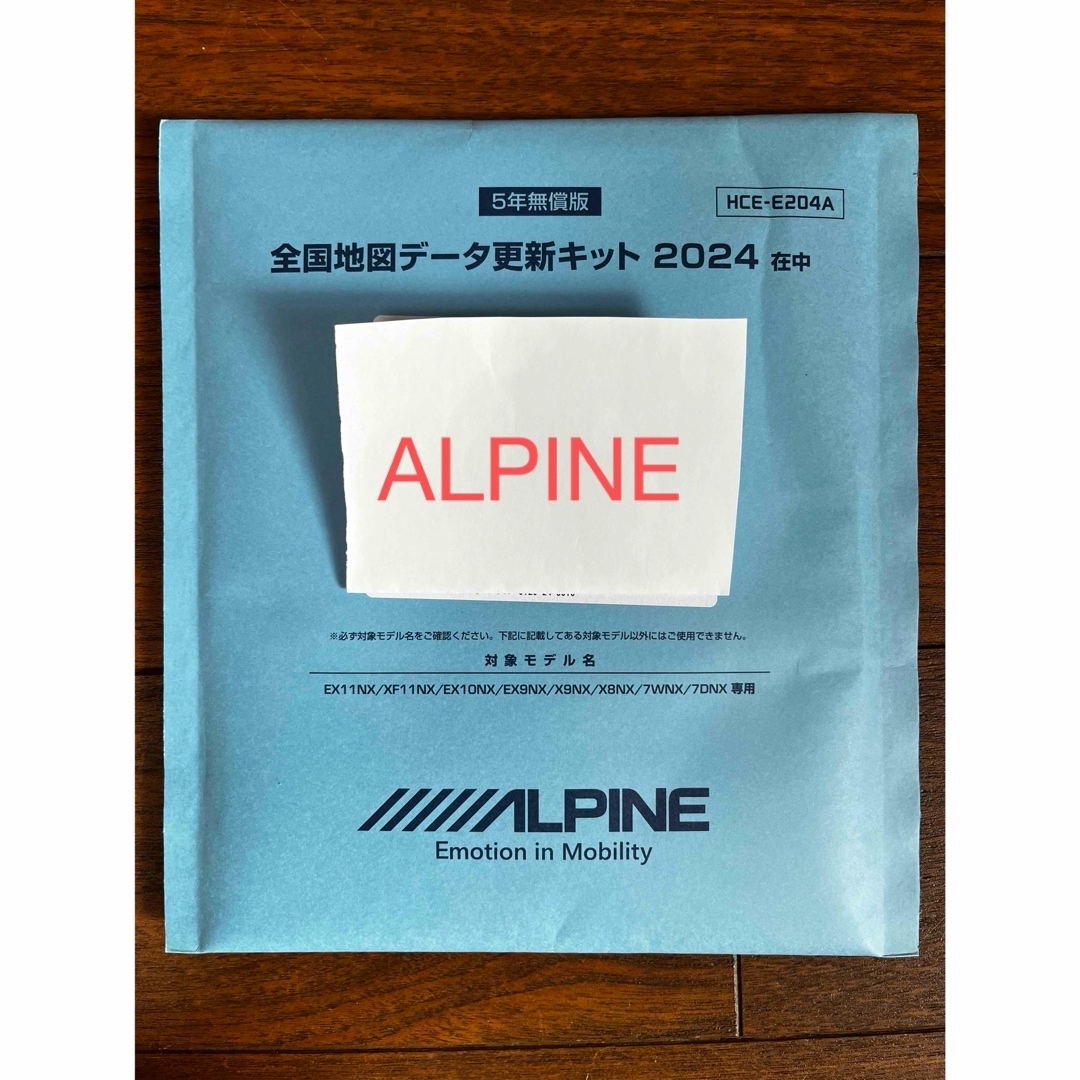 5年無償版
HCE-E204A
全国地図データ更新キット 2024 在中
ALPINE
※必ず対象モデル名をご確認ください。下記に記載してある対象モデル以外にはご使用できません。
対象モデル名
EX11NX/XF11NX/EX10NX/EX9NX/X9NX/X8NX/7WNX/7DNX 専用
ALPINE
Emotion in Mobility